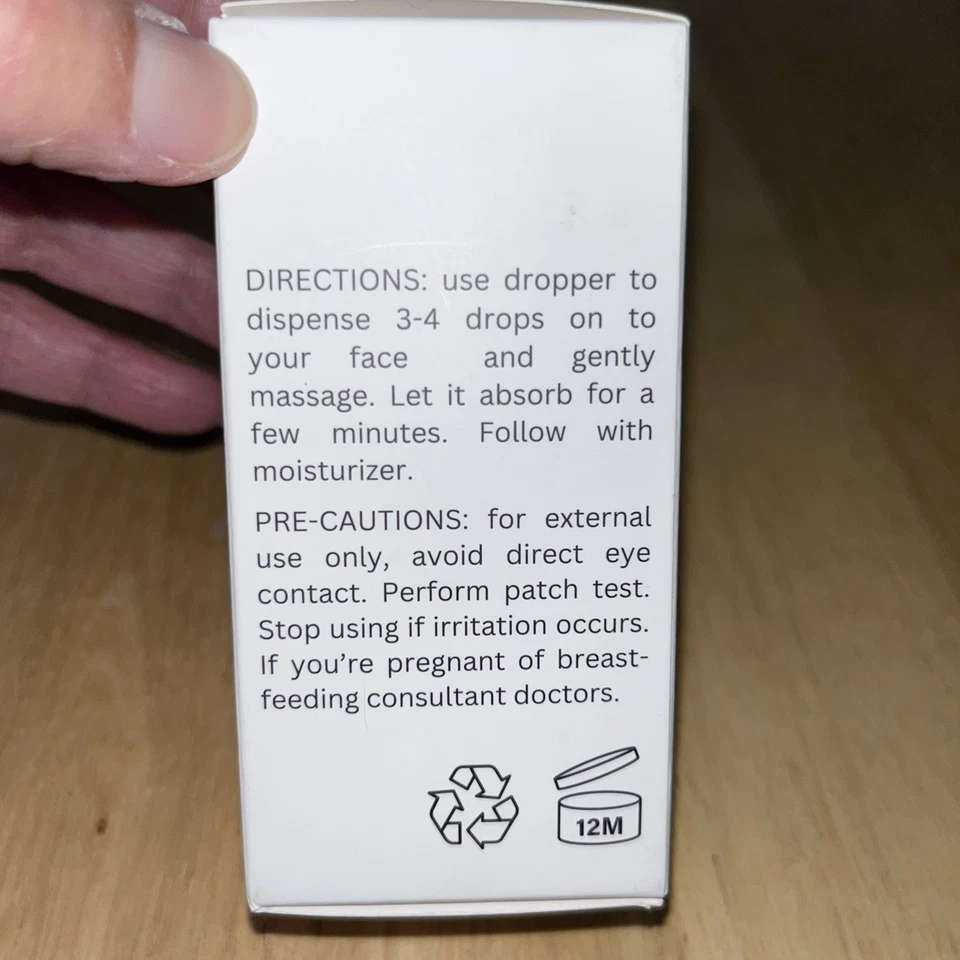 DIRECTIONS: use dropper to
dispense 3-4 drops on to
your face and gently
massage. Let it absorb for a
few minutes. Follow with
moisturizer.
PRE-CAUTIONS: for external
use only, avoid direct eye
contact. Perform patch test.
Stop using if irritation occurs.
If you’re pregnant of breast-
feeding consultant doctors.
12M